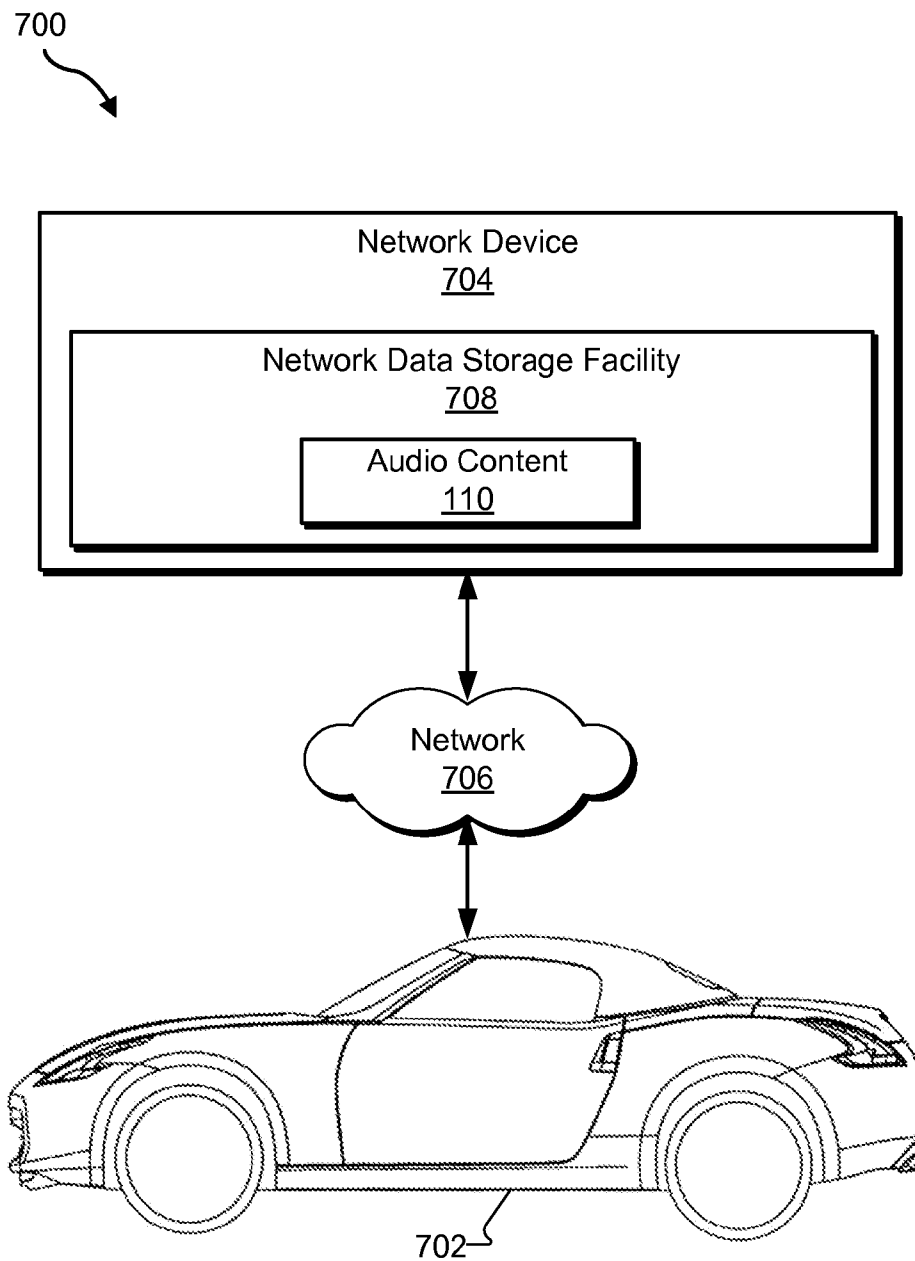 700
Network Device
704
Network Data Storage Facility
708
Audio Content
110
Network
706
702